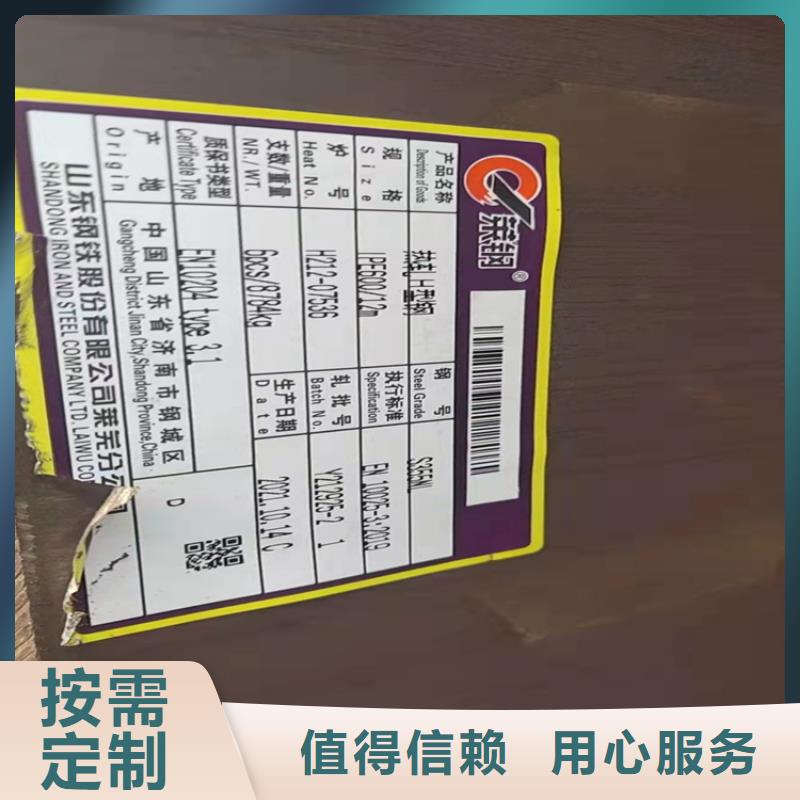 莱钢®
产品名称 热轧H型钢 钢号 S355NL
Description of Goods Steel Grade
规格 IPE600/12m 执行标准 EN 10025-3:2019
Size Specification
炉号 H212-07536 轧批号 Y212925-2 1
Heat No. Batch No.
支数/重量 6pcs/8784kg 生产日期 2021.10.14 C
NR./WT. Date
质保书类型 EN10204 type 3.1
Certificate Type
产地 中国山东省济南市钢城区 D
Origin Gangcheng District Jinan City, Shandong Province, China
山东钢铁股份有限公司莱芜分公司
SHANDONG IRON AND STEEL COMPANY LTD. LAIWU CO
按需
定制
值得信赖 用心服务